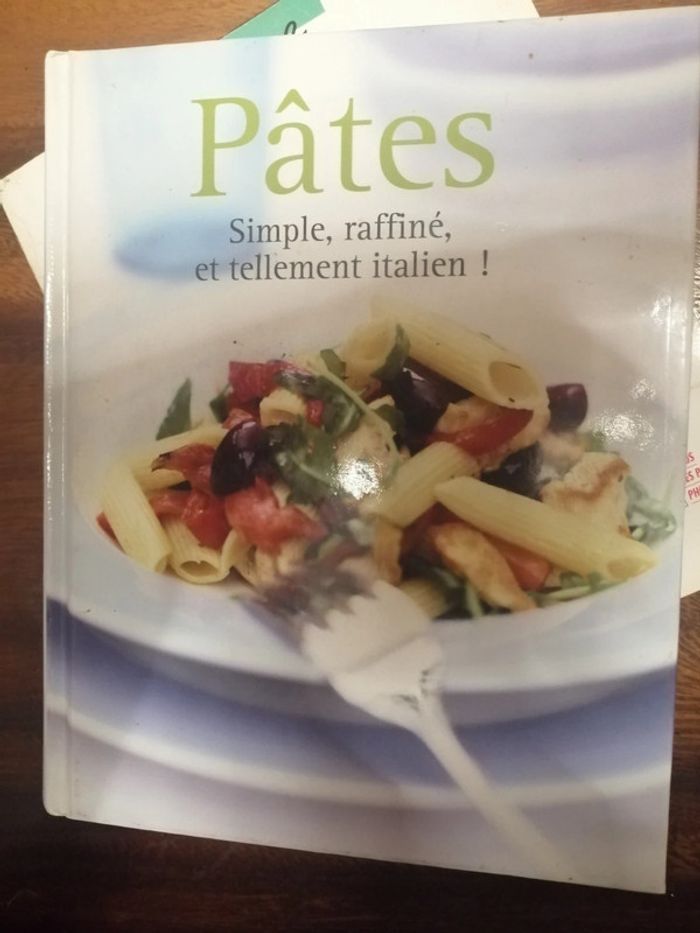 Pâtes
Simple, raffiné,
et tellement italien !